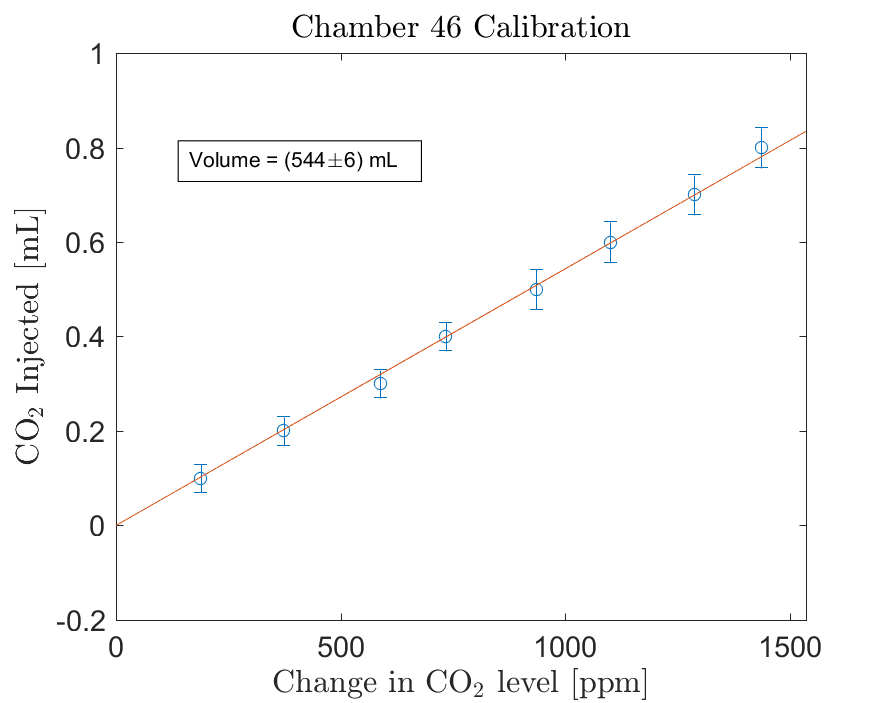 Chamber 46 Calibration
1
0.8
0.6
0.4
0.2
0
-0.2
Volume = (544±6) mL
CO₂ Injected [mL]
0 500 1000 1500
Change in CO₂ level [ppm]